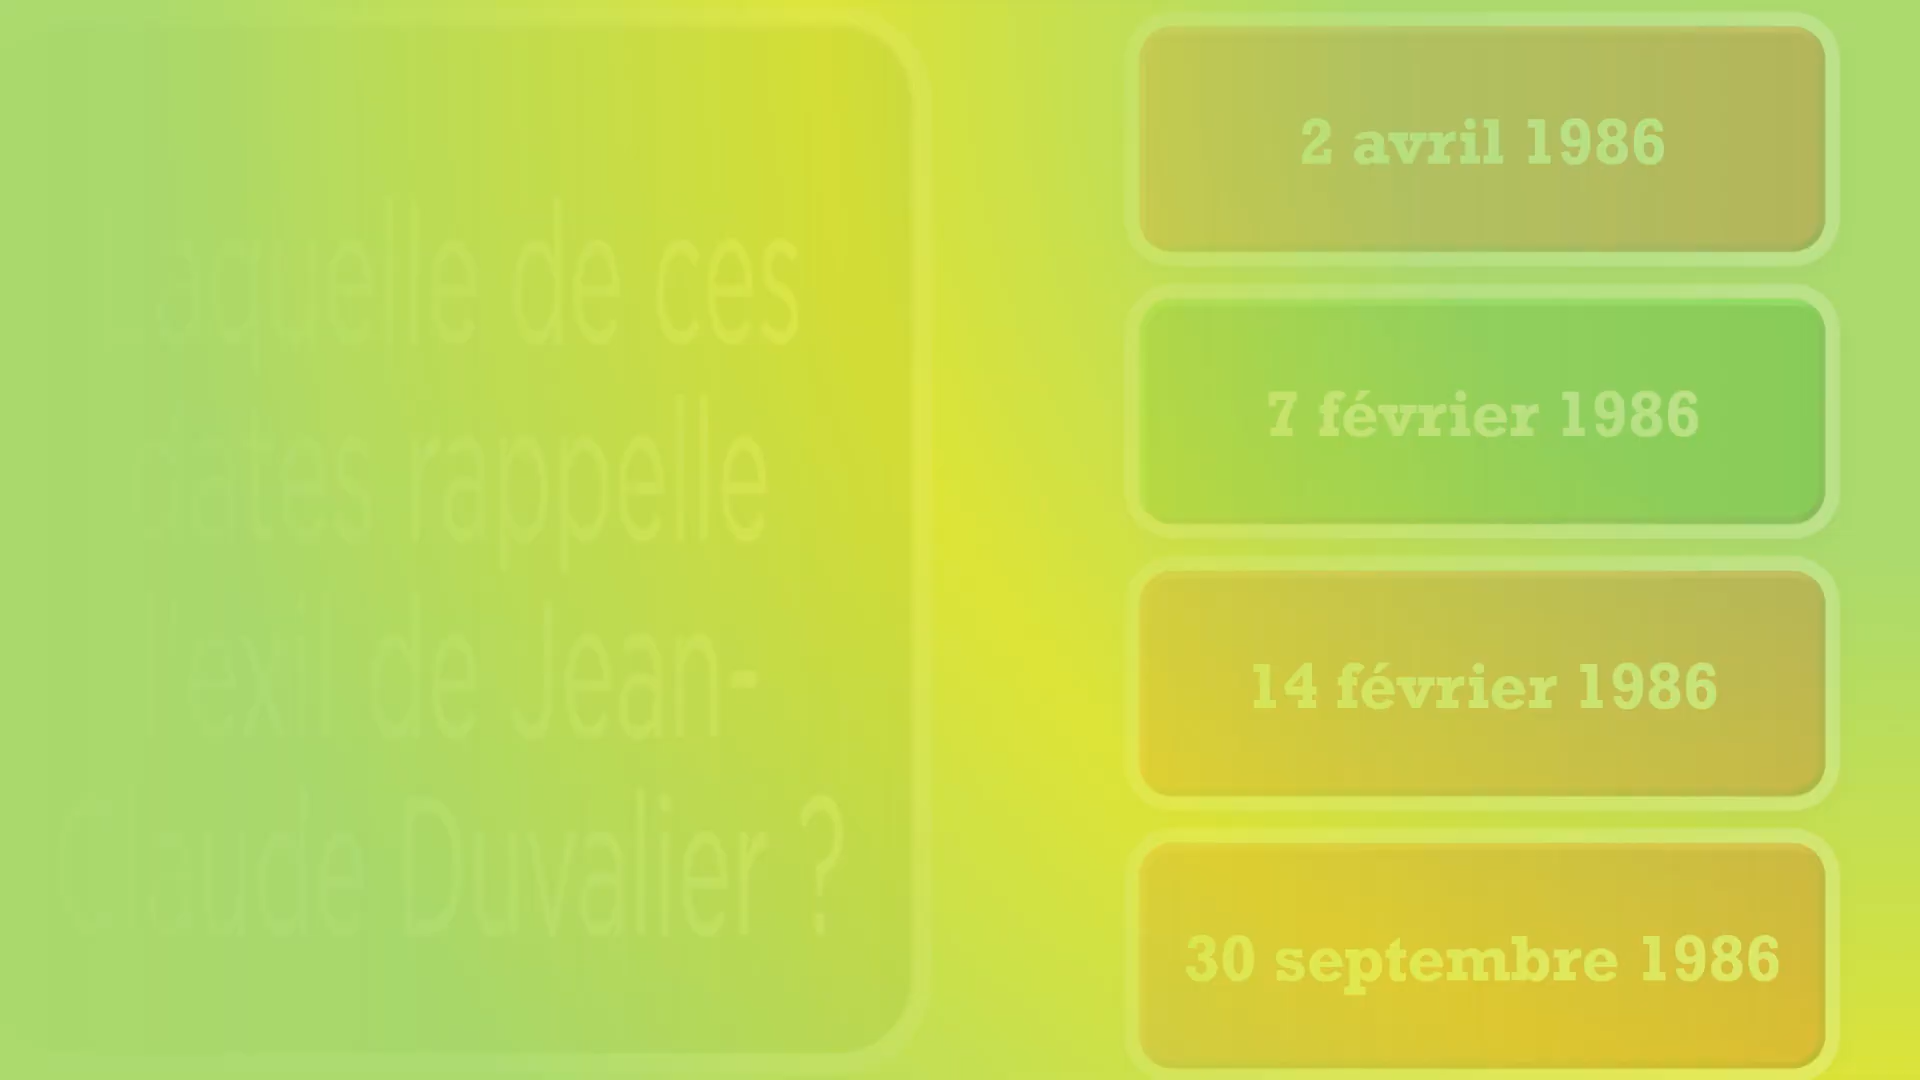 Laquelle de ces
dates rappelle
l'exil de Jean-
Claude Duvalier ?
2 avril 1986
7 février 1986
14 février 1986
30 septembre 1986